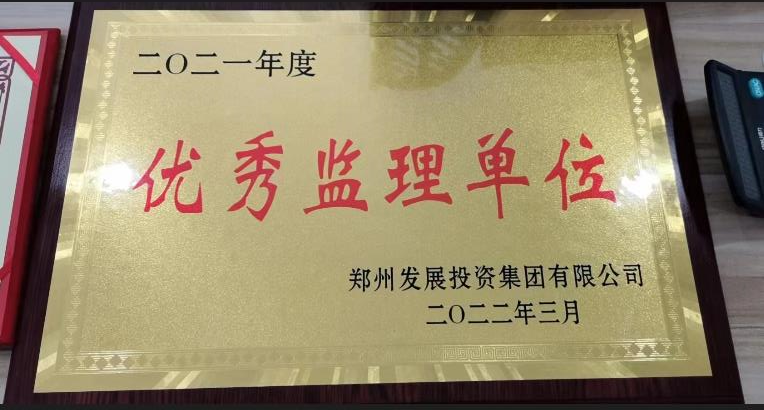 二〇二一年度
优秀监理单位
郑州发展投资集团有限公司
二〇二二年三月